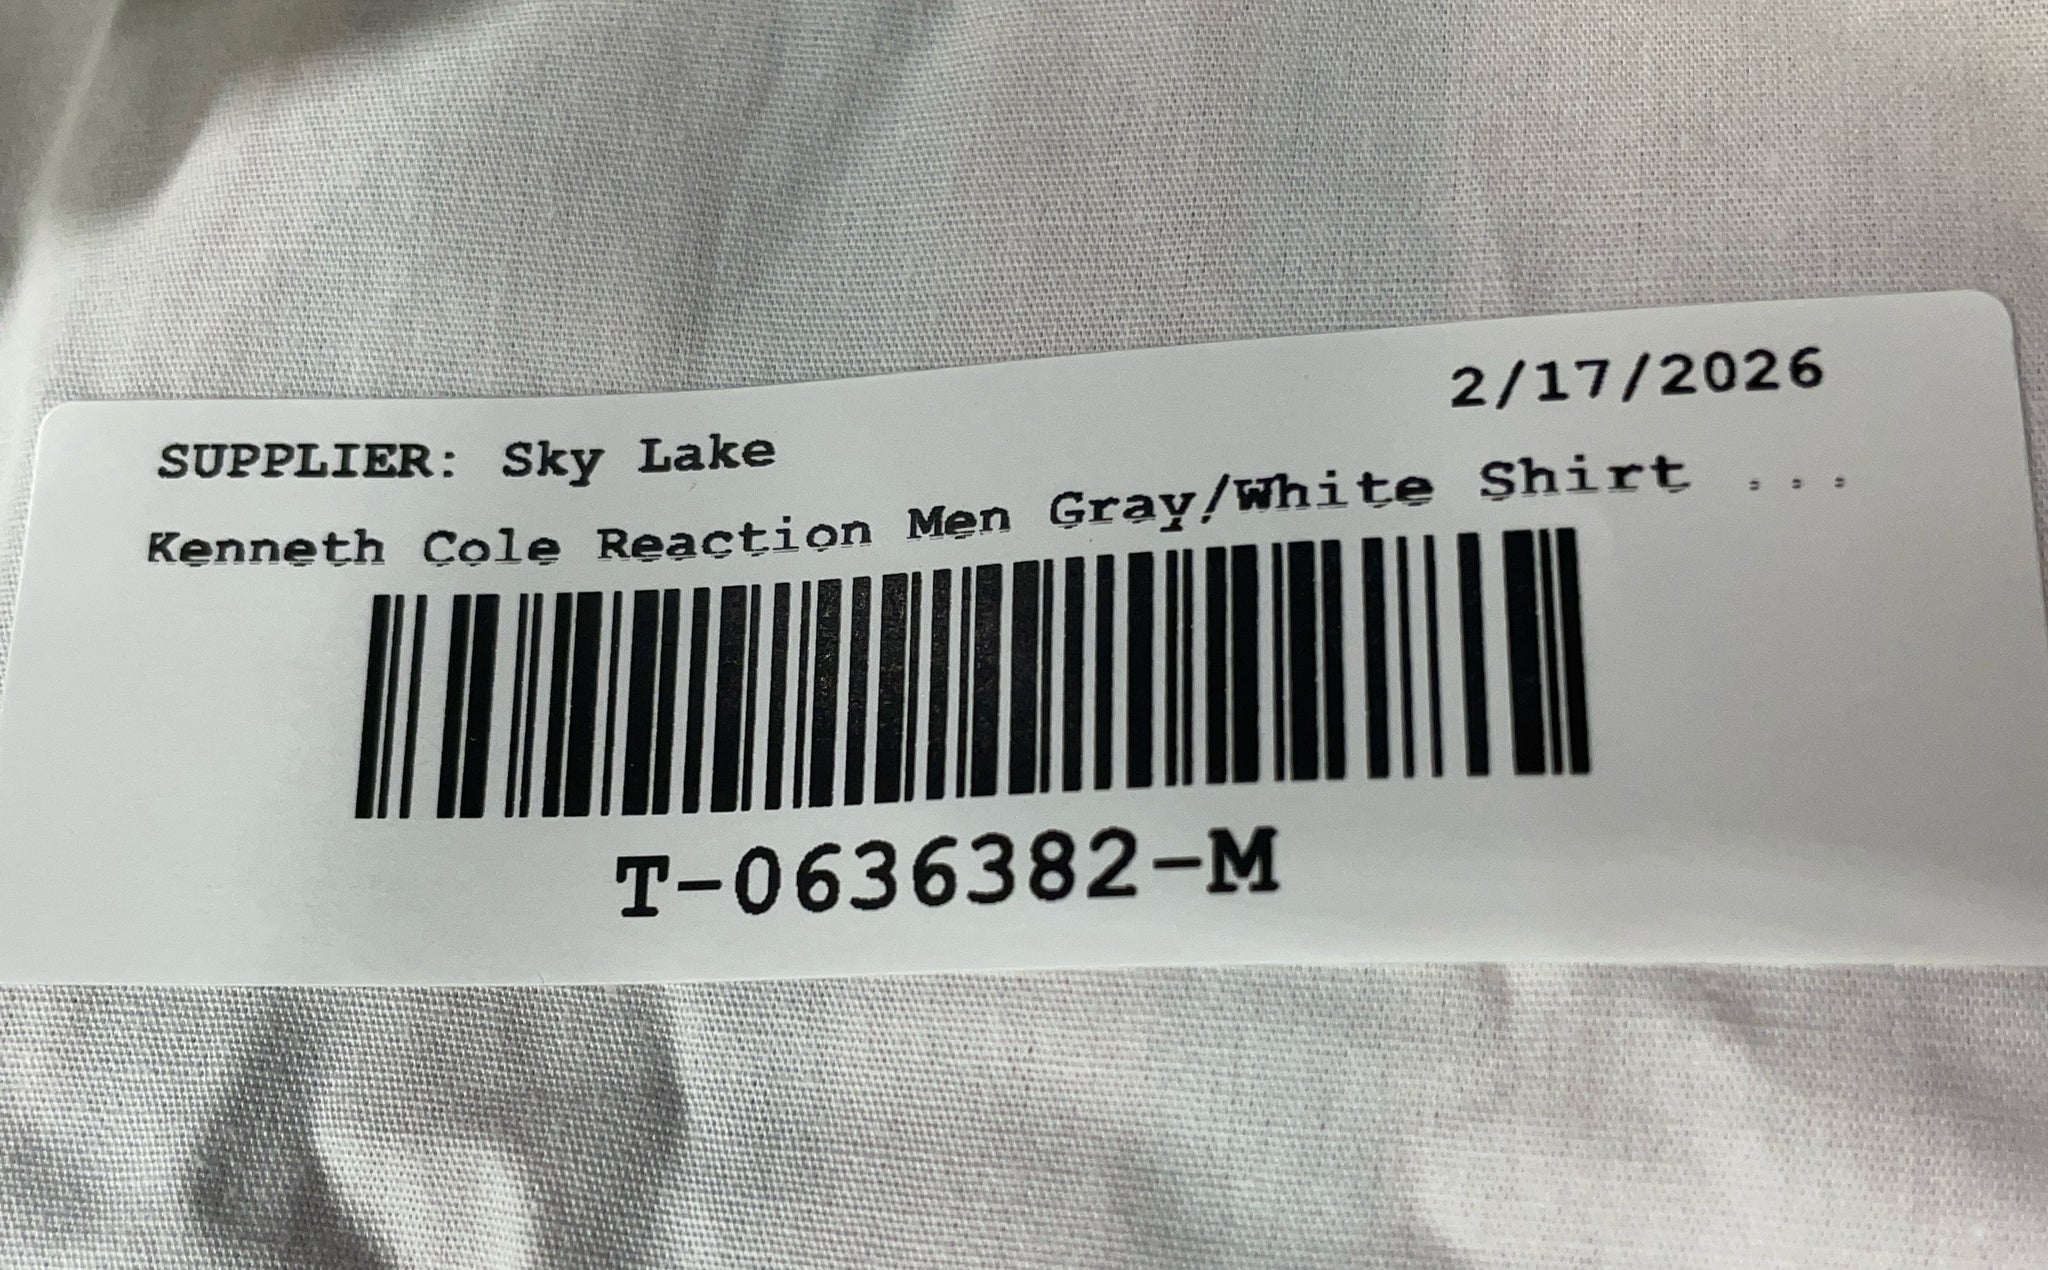 2/17/2026
SUPPLIER: Sky Lake
Kenneth Cole Reaction Men Gray/White Shirt ...
T-0636382-M